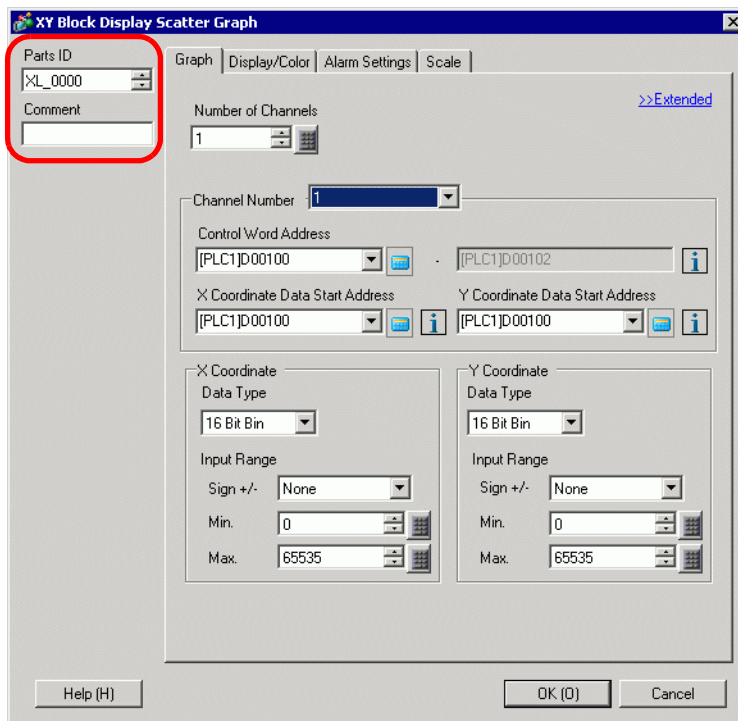 XY Block Display Scatter Graph
Parts ID
XL_0000
Comment
Graph Display/Color Alarm Settings Scale
>>Extended
Number of Channels
1
Channel Number 1
Control Word Address
[PLC1]D00100 - [PLC1]D00102
X Coordinate Data Start Address Y Coordinate Data Start Address
[PLC1]D00100 [PLC1]D00100
X Coordinate Y Coordinate
Data Type Data Type
16 Bit Bin 16 Bit Bin
Input Range Input Range
Sign +/- None Sign +/- None
Min. 0 Min. 0
Max. 65535 Max. 65535
Help (H) OK (O) Cancel